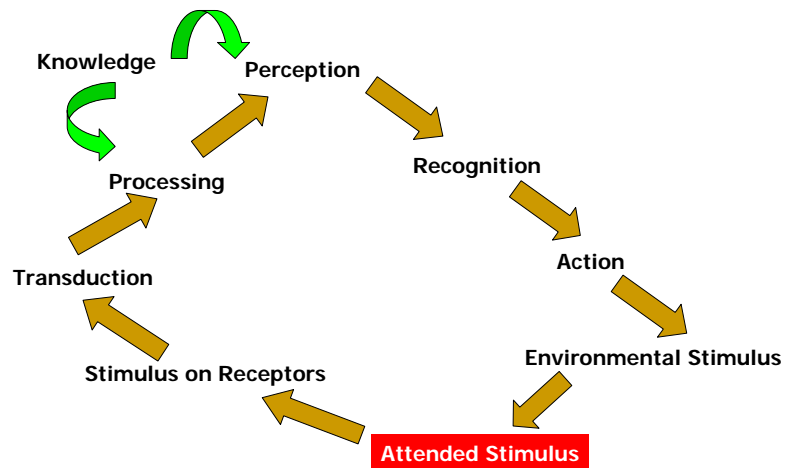 Knowledge
Perception
Recognition
Processing
Action
Transduction
Environmental Stimulus
Stimulus on Receptors
Attended Stimulus